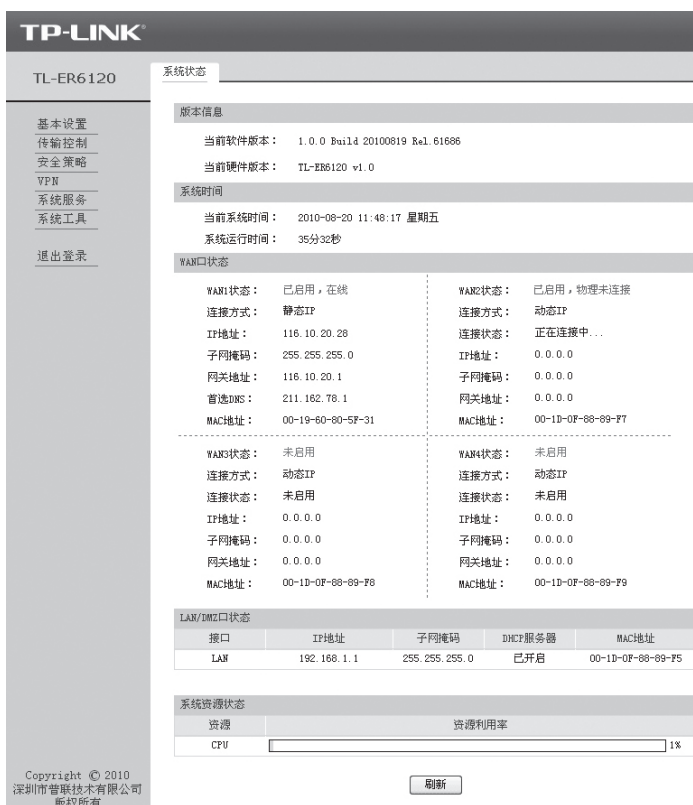 TP-LINK®
TL-ER6120
系统状态
基本设置
传输控制
安全策略
VPN
系统服务
系统工具
退出登录
版本信息
当前软件版本： 1.0.0 Build 20100819 Rel.61686
当前硬件版本： TL-ER6120 v1.0
系统时间
当前系统时间： 2010-08-20 11:48:17 星期五
系统运行时间： 35分32秒
WAN口状态
WAN1状态： 已启用，在线
连接方式： 静态IP
IP地址： 116.10.20.28
子网掩码： 255.255.255.0
网关地址： 116.10.20.1
首选DNS： 211.162.78.1
MAC地址： 00-19-60-80-5F-31
WAN2状态： 已启用，物理未连接
连接方式： 动态IP
连接状态： 正在连接中...
IP地址： 0.0.0.0
子网掩码： 0.0.0.0
网关地址： 0.0.0.0
MAC地址： 00-1D-0F-88-89-F7
WAN3状态： 未启用
连接方式： 动态IP
连接状态： 未启用
IP地址： 0.0.0.0
子网掩码： 0.0.0.0
网关地址： 0.0.0.0
MAC地址： 00-1D-0F-88-89-F8
WAN4状态： 未启用
连接方式： 动态IP
连接状态： 未启用
IP地址： 0.0.0.0
子网掩码： 0.0.0.0
网关地址： 0.0.0.0
MAC地址： 00-1D-0F-88-89-F9
LAN/DMZ口状态
接口 IP地址 子网掩码 DHCP服务器 MAC地址
LAN 192.168.1.1 255.255.255.0 已开启 00-1D-0F-88-89-F5
系统资源状态
资源 资源利用率
CPU 1%
刷新
Copyright © 2010
深圳市普联技术有限公司
版权所有